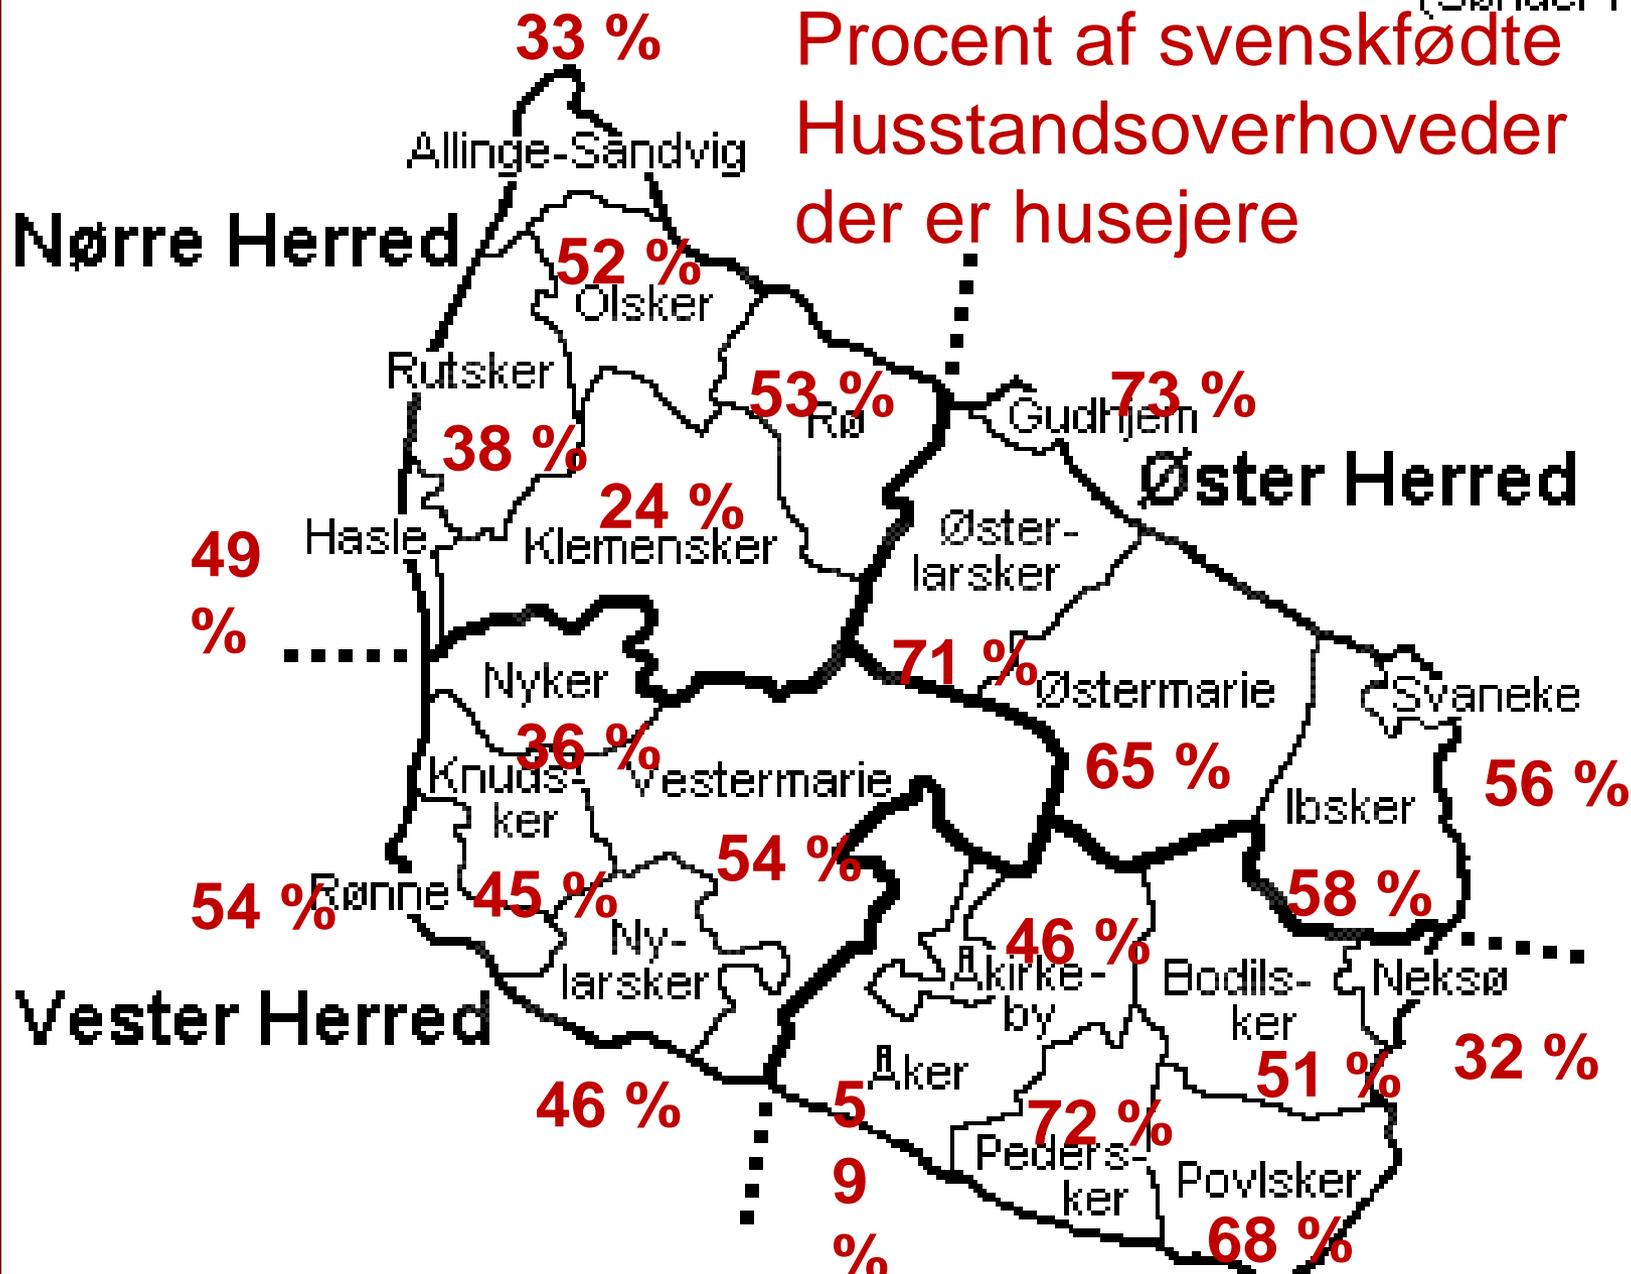 (Sønder
33 %
Procent af svenskfødte
Husstandsoverhoveder
der er husejere
Allinge-Sandvig
Nørre Herred
52 %
Olsker
Rutsker
53 %
Rø
73 %
Gudhjem
38 %
Øster Herred
24 %
Hasle
Klemensker
49
%
Øster-
larsker
Nyker
71 %
Østermarie
Svaneke
36 %
Knuds-
ker
Vestermarie
65 %
Ibsker
56 %
54 %
Rønne
45 %
54 %
58 %
Ny-
larsker
46 %
Åkirke-
by
Bodils-
ker
Neksø
Vester Herred
Åker
51 %
32 %
46 %
5
9
%
72 %
Peders-
ker
Povlsker
68 %